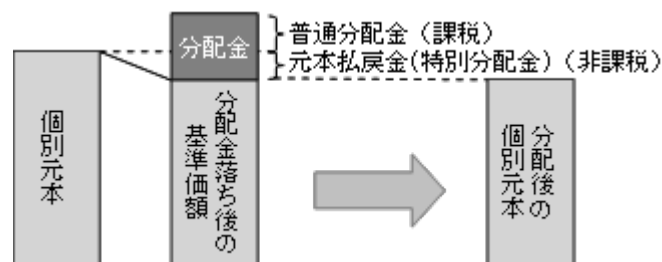 分配金
普通分配金（課税）
元本払戻金(特別分配金)（非課税）
個別元本
分配金落ち後の
基準価額
分配後の
個別元本